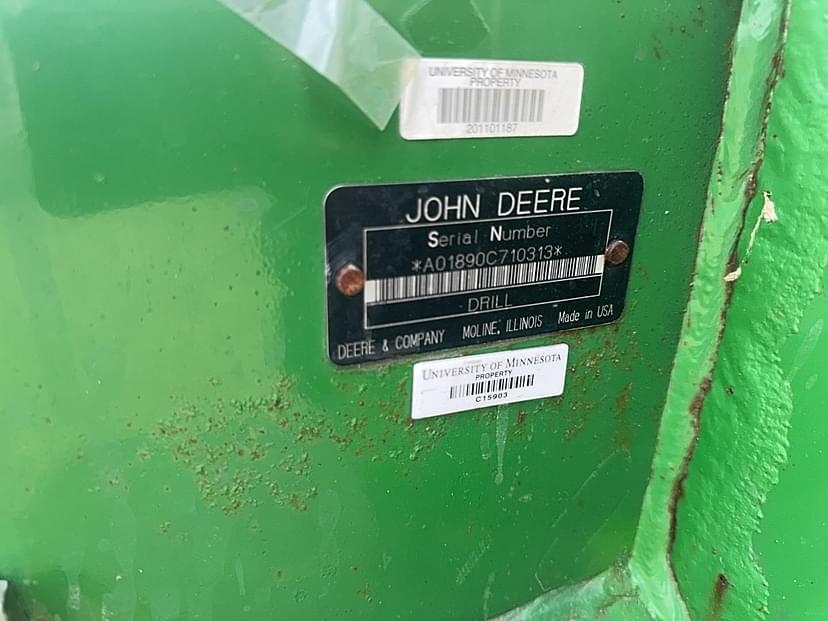 UNIVERSITY OF MINNESOTA
PROPERTY
201101187
JOHN DEERE
Serial Number
*A01890C710313*
DRILL
DEERE & COMPANY MOLINE, ILLINOIS Made in USA
UNIVERSITY OF MINNESOTA
PROPERTY
C15903